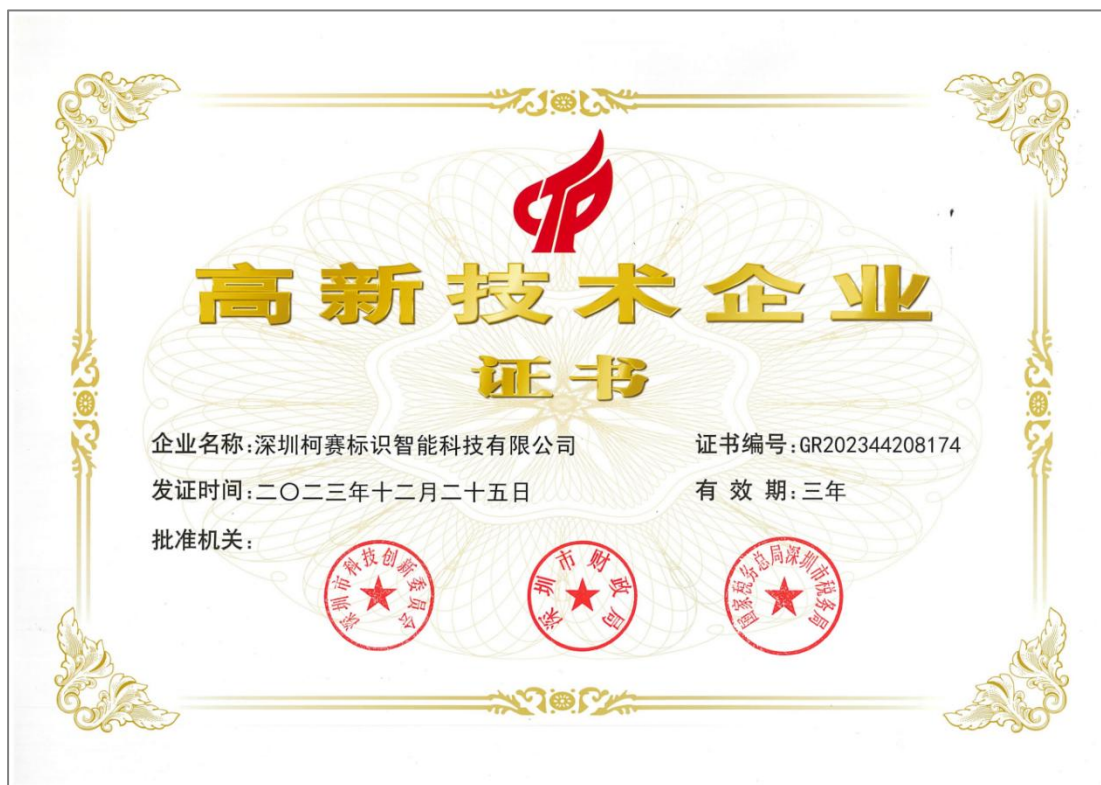 高新技术企业
证书
企业名称:深圳柯赛标识智能科技有限公司
证书编号:GR202344208174
发证时间:二〇二三年十二月二十五日
有 效 期:三年
批准机关:
深圳市科技创新委员会
深圳市财政局
国家税务总局深圳市税务局